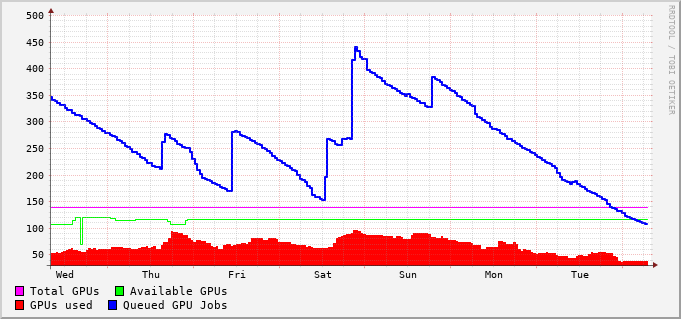 500
450
400
350
300
250
200
150
100
50
Wed Thu Fri Sat Sun Mon Tue
Total GPUs Available GPUs
GPUs used Queued GPU Jobs
RRDTOOL / TOBI OETIKER